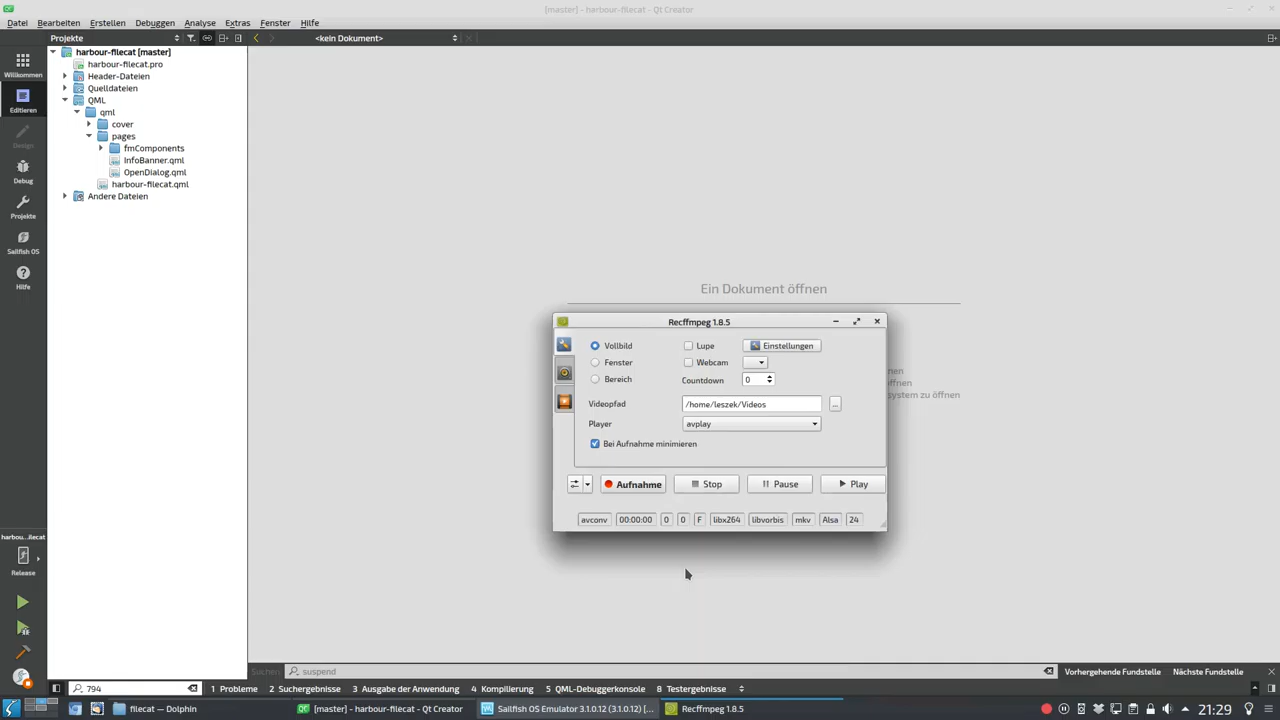 [master] - harbour-filecat - Qt Creator
Datei Bearbeiten Erstellen Debuggen Analyse Extras Fenster Hilfe
Projekte
<kein Dokument>
Willkommen
Editieren
Design
Debug
Projekte
Sailfish OS
Hilfe
harbour-filecat [master]
harbour-filecat.pro
Header-Dateien
Quelldateien
QML
qml
cover
pages
fmComponents
InfoBanner.qml
OpenDialog.qml
harbour-filecat.qml
Andere Dateien
Ein Dokument öffnen
nen
ffnen
system zu öffnen
Recffmpeg 1.8.5
Vollbild Lupe Einstellungen
Fenster Webcam
Bereich Countdown 0
Videopfad /home/leszek/Videos ...
Player avplay
Bei Aufnahme minimieren
Aufnahme Stop Pause Play
avconv 00:00:00 0 0 F libx264 libvorbis mkv Alsa 24
harbou...lecat
Release
Suchen: suspend Vorhergehende Fundstelle Nächste Fundstelle
794 1 Probleme 2 Suchergebnisse 3 Ausgabe der Anwendung 4 Kompilierung 5 QML-Debuggerkonsole 8 Testergebnisse
filecat — Dolphin [master] - harbour-filecat - Qt Creator Sailfish OS Emulator 3.1.0.12 (3.1.0.12) [... Recffmpeg 1.8.5 21:29